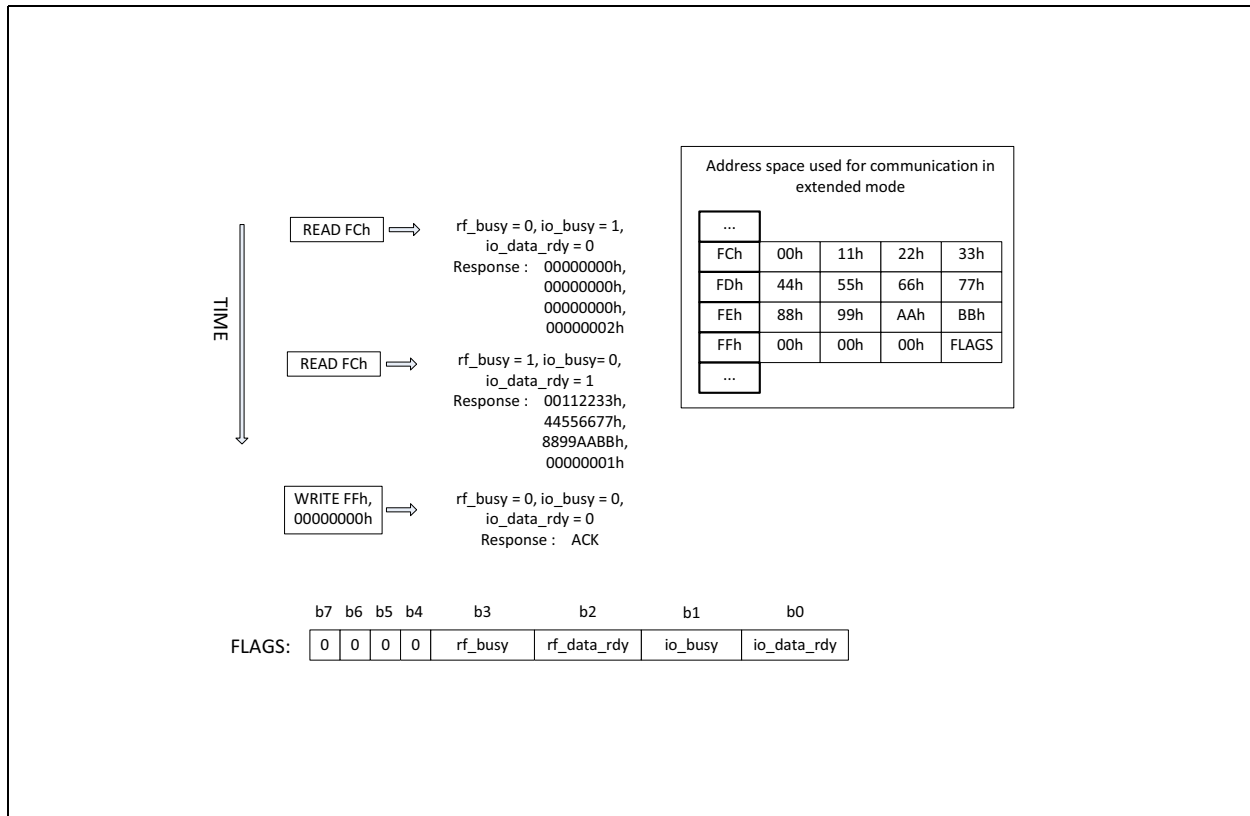 Address space used for communication in
extended mode
...
FCh 00h 11h 22h 33h
FDh 44h 55h 66h 77h
FEh 88h 99h AAh BBh
FFh 00h 00h 00h FLAGS
...
TIME
READ FCh
rf_busy = 0, io_busy = 1,
io_data_rdy = 0
Response : 00000000h,
00000000h,
00000000h,
00000002h
READ FCh
rf_busy = 1, io_busy= 0,
io_data_rdy = 1
Response : 00112233h,
44556677h,
8899AABBh,
00000001h
WRITE FFh,
00000000h
rf_busy = 0, io_busy = 0,
io_data_rdy = 0
Response : ACK
b7 b6 b5 b4 b3 b2 b1 b0
FLAGS: 0 0 0 0 rf_busy rf_data_rdy io_busy io_data_rdy